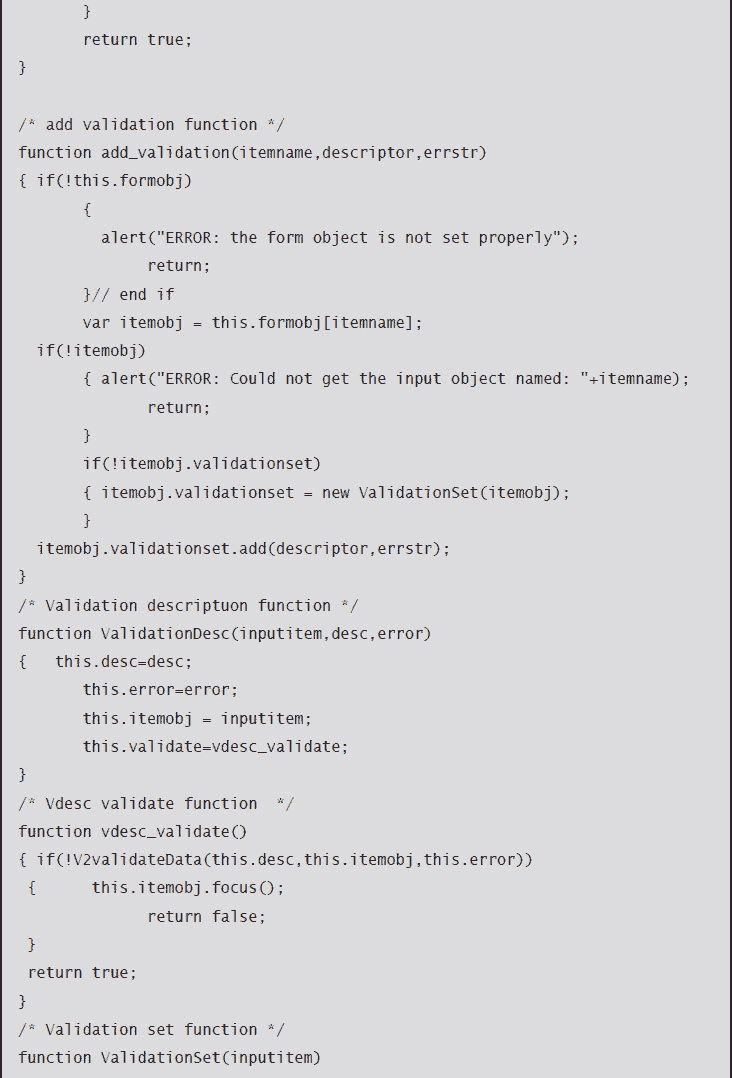 }
return true;
}
/* add validation function */
function add_validation(itemname,descriptor,errstr)
{ if(!this.formobj)
{
alert("ERROR: the form object is not set properly");
return;
}// end if
var itemobj = this.formobj[itemname];
if(!itemobj)
{ alert("ERROR: Could not get the input object named: "+itemname);
return;
}
if(!itemobj.validationset)
{ itemobj.validationset = new ValidationSet(itemobj);
}
itemobj.validationset.add(descriptor,errstr);
}
/* Validation descriptuon function */
function ValidationDesc(inputitem,desc,error)
{ this.desc=desc;
this.error=error;
this.itemobj = inputitem;
this.validate=vdesc_validate;
}
/* Vdesc validate function */
function vdesc_validate()
{ if(!V2validateData(this.desc,this.itemobj,this.error))
{ this.itemobj.focus();
return false;
}
return true;
}
/* Validation set function */
function ValidationSet(inputitem)